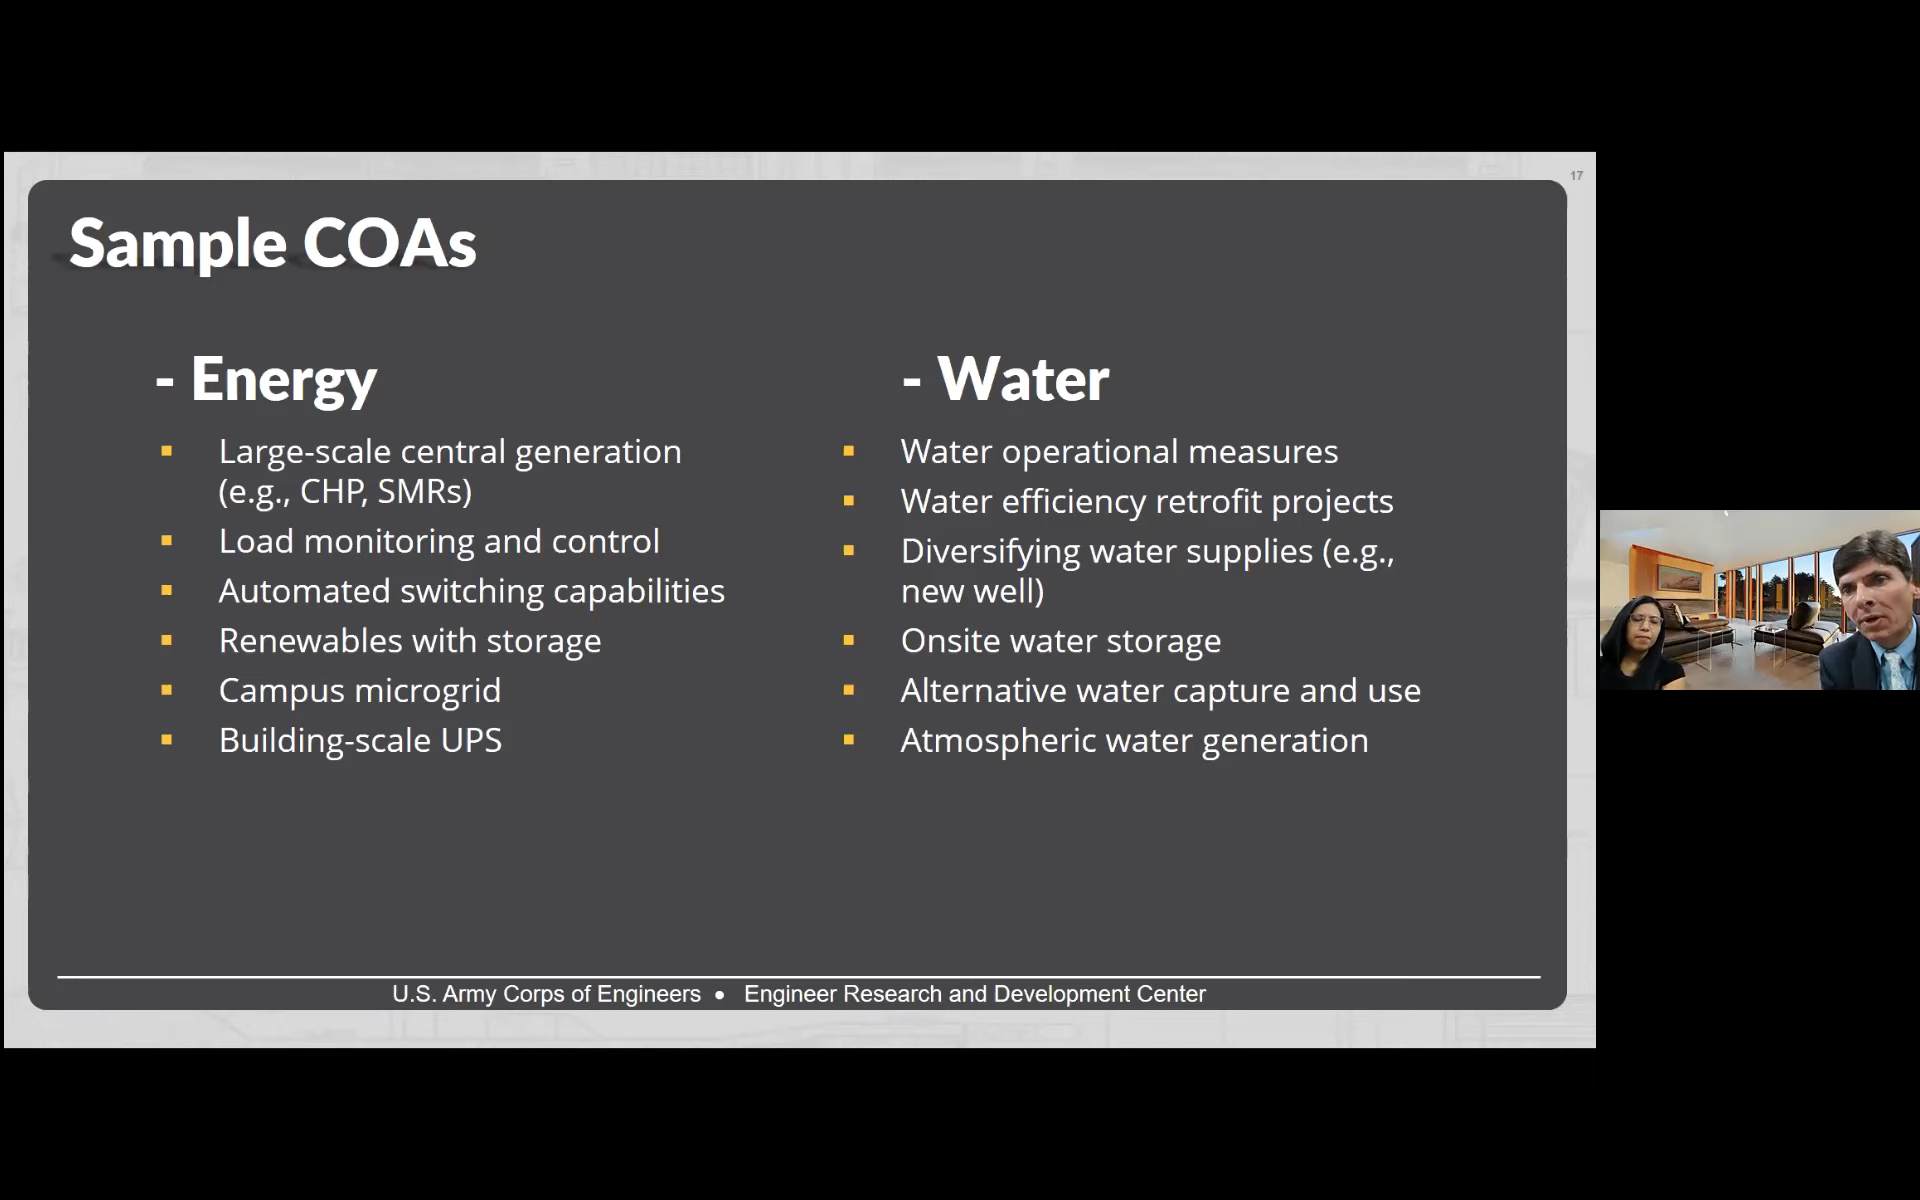 17
Sample COAs
- Energy
Large-scale central generation
(e.g., CHP, SMRs)
Load monitoring and control
Automated switching capabilities
Renewables with storage
Campus microgrid
Building-scale UPS
- Water
Water operational measures
Water efficiency retrofit projects
Diversifying water supplies (e.g.,
new well)
Onsite water storage
Alternative water capture and use
Atmospheric water generation
U.S. Army Corps of Engineers • Engineer Research and Development Center